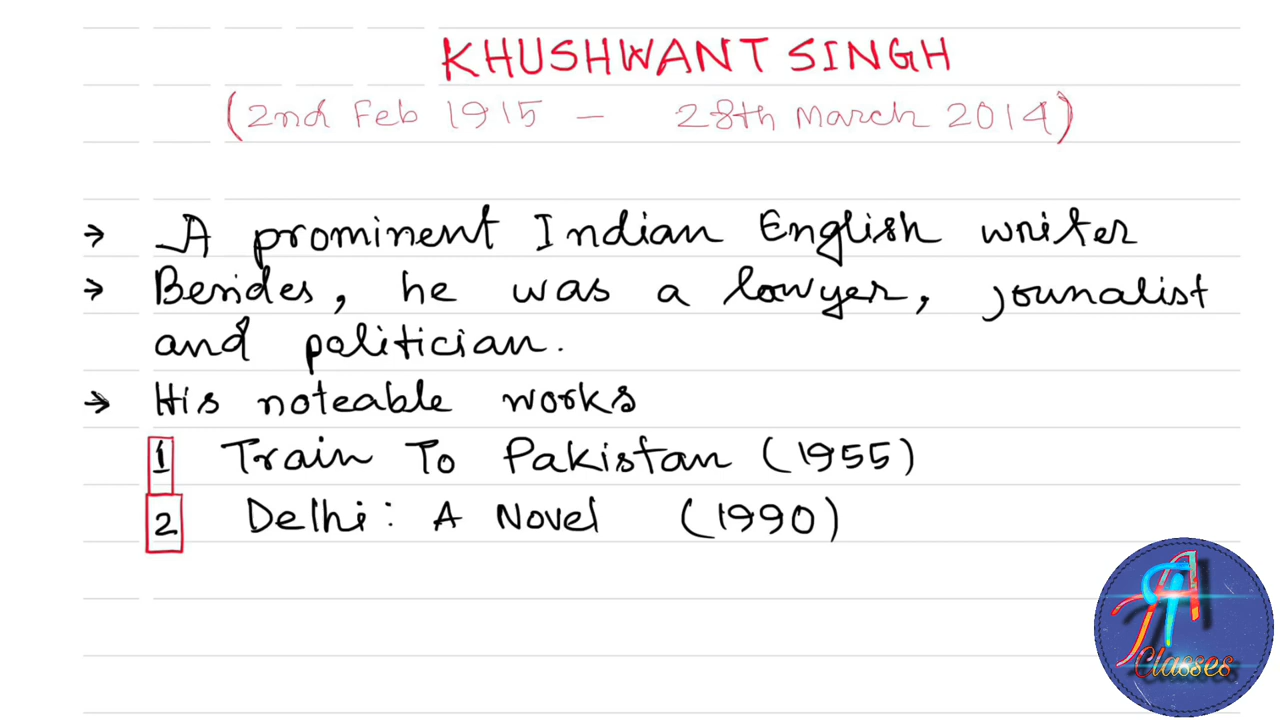 KHUSHWANT SINGH
(2nd Feb 1915 — 28th March 2014)
→ A prominent Indian English writer
→ Besides, he was a lawyer, jounalist
and politician.
→ His noteable works
1 Train To Pakistan (1955)
2 Delhi: A Novel (1990)
Classes